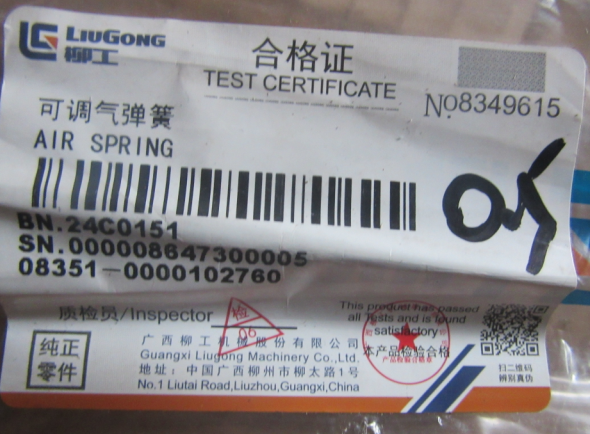 LIUGONG
柳工
合格证
TEST CERTIFICATE
No8349615
可调气弹簧
AIR SPRING
BN.24C0151
SN.0000008647300005
08351-0000102760
05
质检员/Inspector
检
06
This product has passed
all Tests and is found
satisfactory
本产品检验合格
纯正
零件
广西柳工机械股份有限公司
Guangxi Liugong Machinery Co.,Ltd.
地址：中国广西柳州市柳太路1号
No.1 Liutai Road,Liuzhou,Guangxi,China
扫二维码
辨别真伪